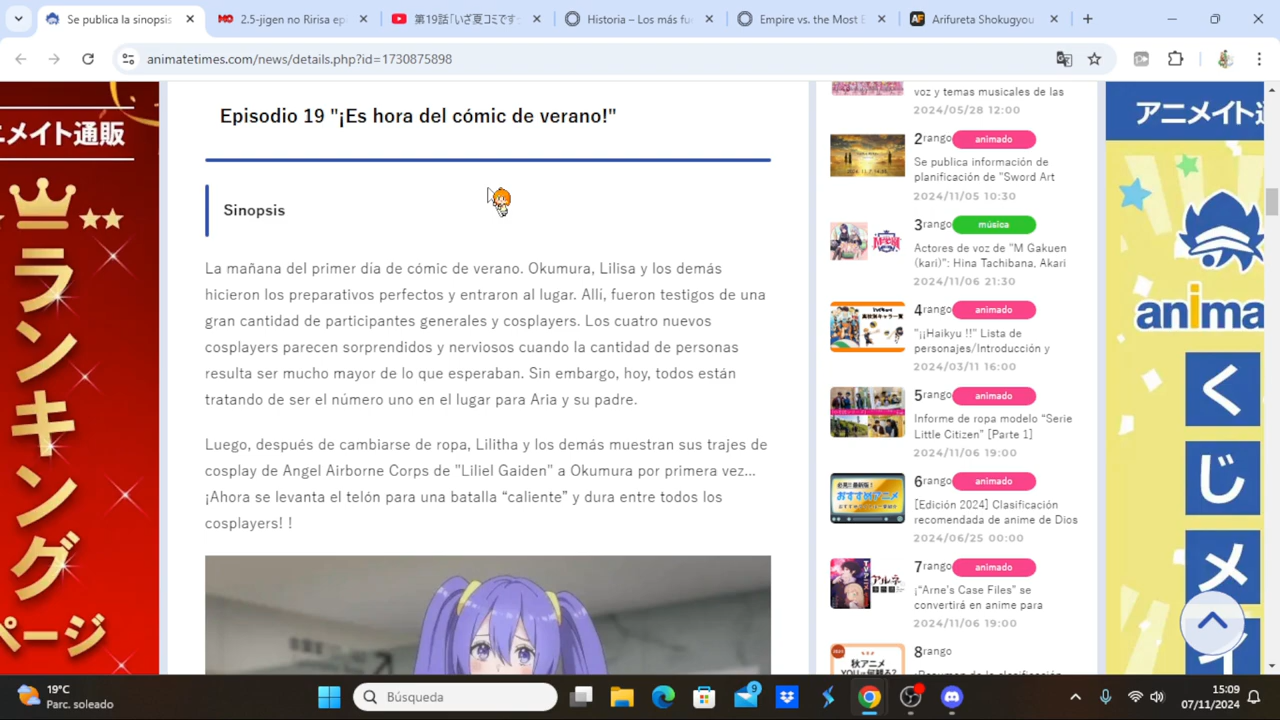 Se publica la sinopsis
2.5-jigen no Ririsa ep
第19話「いざ夏コミです
Historia – Los más fu
Empire vs. the Most E
Arifureta Shokugyou
animatetimes.com/news/details.php?id=1730875898
メイト通販
ランキング
ページ
Episodio 19 "¡Es hora del cómic de verano!"
Sinopsis
La mañana del primer día de cómic de verano. Okumura, Lilisa y los demás
hicieron los preparativos perfectos y entraron al lugar. Allí, fueron testigos de una
gran cantidad de participantes generales y cosplayers. Los cuatro nuevos
cosplayers parecen sorprendidos y nerviosos cuando la cantidad de personas
resulta ser mucho mayor de lo que esperaban. Sin embargo, hoy, todos están
tratando de ser el número uno en el lugar para Aria y su padre.
Luego, después de cambiarse de ropa, Lilitha y los demás muestran sus trajes de
cosplay de Angel Airborne Corps de "Liliel Gaiden" a Okumura por primera vez...
¡Ahora se levanta el telón para una batalla “caliente” y dura entre todos los
cosplayers! !
voz y temas musicales de las
2024/05/28 12:00
2rango animado
Se publica información de
planificación de "Sword Art
2024/11/05 10:30
3rango música
Actores de voz de "M Gakuen
(kari)": Hina Tachibana, Akari
2024/11/06 21:30
4rango animado
"¡¡Haikyu !!" Lista de
personajes/Introducción y
2024/03/11 16:00
5rango animado
Informe de ropa modelo “Serie
Little Citizen” [Parte 1]
2024/11/06 19:00
6rango animado
[Edición 2024] Clasificación
recomendada de anime de Dios
2024/06/25 00:00
7rango animado
¡“Arne's Case Files” se
convertirá en anime para
2024/11/06 19:00
8rango
アニメイト通
anima
くじメイ
19°C
Parc. soleado
Búsqueda
9
15:09
07/11/2024